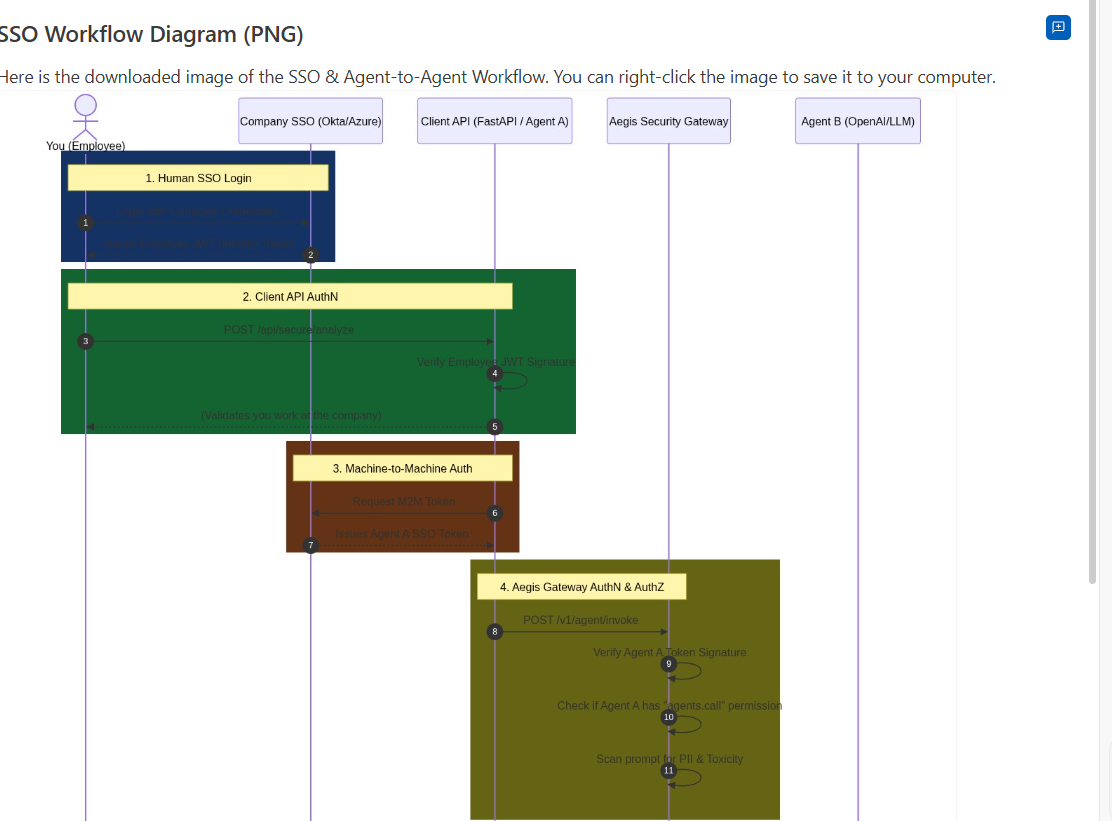 SSO Workflow Diagram (PNG)
Here is the downloaded image of the SSO & Agent-to-Agent Workflow. You can right-click the image to save it to your computer.
You (Employee)
Company SSO (Okta/Azure)
Client API (FastAPI / Agent A)
Aegis Security Gateway
Agent B (OpenAI/LLM)
1. Human SSO Login
1
2
2. Client API AuthN
POST /api/secure/analyze
3
Verify Employee JWT Signature
4
(Validates you work at the company)
5
3. Machine-to-Machine Auth
Request M2M Token
6
Issues Agent A SSO Token
7
4. Aegis Gateway AuthN & AuthZ
POST /v1/agent/invoke
8
Verify Agent A Token Signature
9
Check if Agent A has "agents.call" permission
10
Scan prompt for PII & Toxicity
11